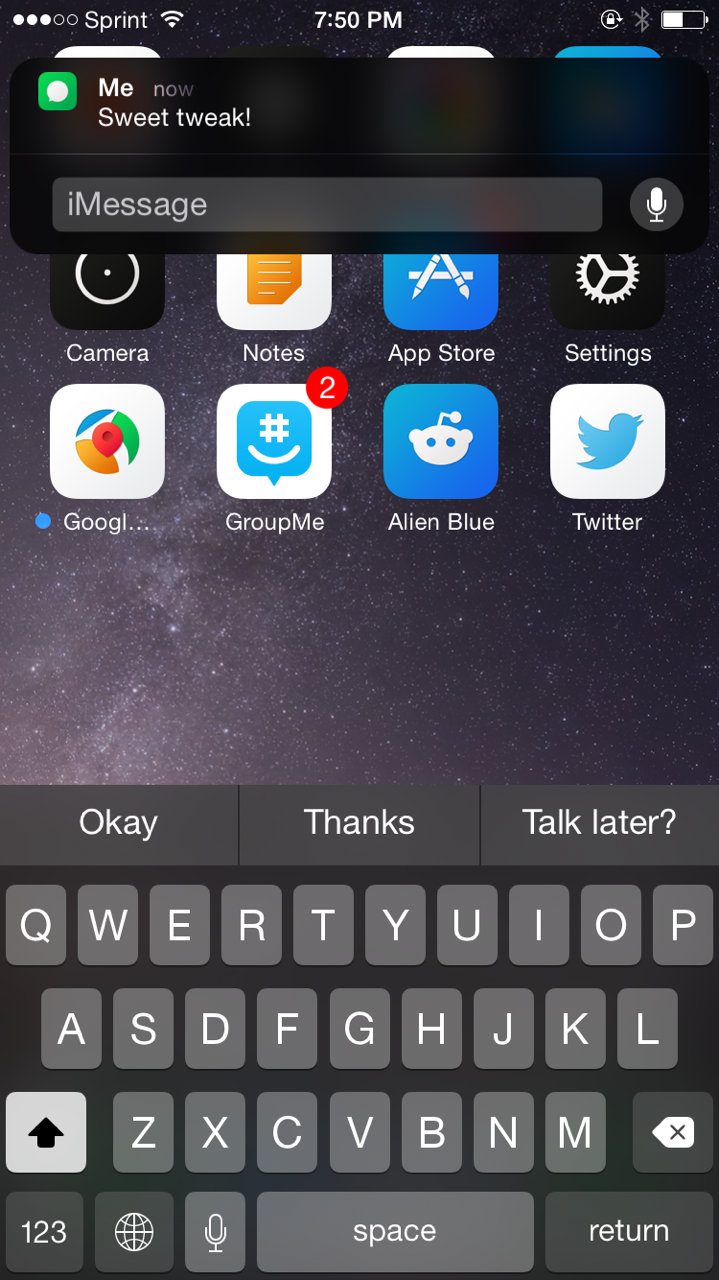 Sprint 7:50 PM
Me now
Sweet tweak!
iMessage
Camera Notes App Store Settings
2
Googl... GroupMe Alien Blue Twitter
Okay Thanks Talk later?
Q W E R T Y U I O P
A S D F G H J K L
Z X C V B N M
123 space return